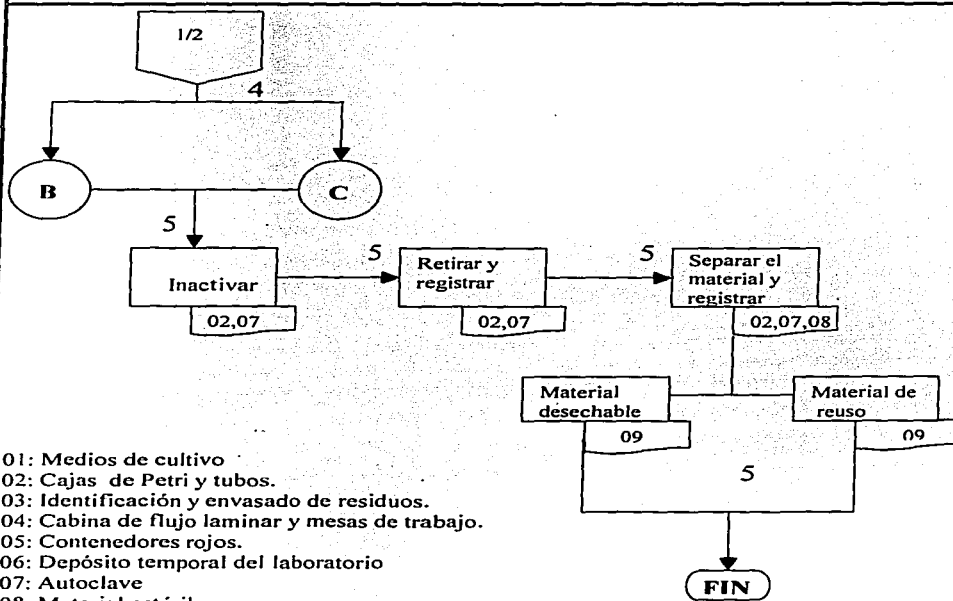 1/2
4
B
C
5
Inactivar
02,07
5
Retirar y
registrar
02,07
5
Separar el
material y
registrar
02,07,08
Material
desechable
09
Material de
reuso
09
5
FIN
01: Medios de cultivo
02: Cajas de Petri y tubos.
03: Identificación y envasado de residuos.
04: Cabina de flujo laminar y mesas de trabajo.
05: Contenedores rojos.
06: Depósito temporal del laboratorio
07: Autoclave